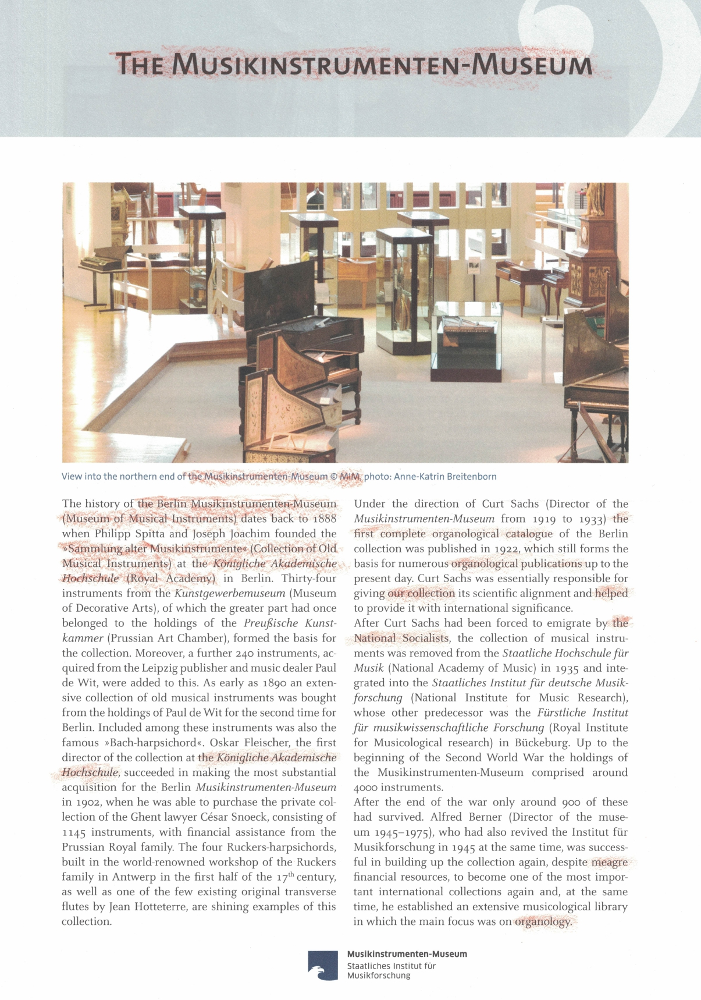 THE MUSIKINSTRUMENTEN-MUSEUM
View into the northern end of the Musikinstrumenten-Museum © MIM, photo: Anne-Katrin Breitenborn
The history of the Berlin Musikinstrumenten-Museum
(Museum of Musical Instruments) dates back to 1888
when Philipp Spitta and Joseph Joachim founded the
»Sammlung alter Musikinstrumente« (Collection of Old
Musical Instruments) at the Königliche Akademische
Hochschule (Royal Academy) in Berlin. Thirty-four
instruments from the Kunstgewerbemuseum (Museum
of Decorative Arts), of which the greater part had once
belonged to the holdings of the Preußische Kunst-
kammer (Prussian Art Chamber), formed the basis for
the collection. Moreover, a further 240 instruments, ac-
quired from the Leipzig publisher and music dealer Paul
de Wit, were added to this. As early as 1890 an exten-
sive collection of old musical instruments was bought
from the holdings of Paul de Wit for the second time for
Berlin. Included among these instruments was also the
famous »Bach-harpsichord«. Oskar Fleischer, the first
director of the collection at the Königliche Akademische
Hochschule, succeeded in making the most substantial
acquisition for the Berlin Musikinstrumenten-Museum
in 1902, when he was able to purchase the private col-
lection of the Ghent lawyer César Snoeck, consisting of
1145 instruments, with financial assistance from the
Prussian Royal family. The four Ruckers-harpsichords,
built in the world-renowned workshop of the Ruckers
family in Antwerp in the first half of the 17th century,
as well as one of the few existing original transverse
flutes by Jean Hotteterre, are shining examples of this
collection.
Under the direction of Curt Sachs (Director of the
Musikinstrumenten-Museum from 1919 to 1933) the
first complete organological catalogue of the Berlin
collection was published in 1922, which still forms the
basis for numerous organological publications up to the
present day. Curt Sachs was essentially responsible for
giving our collection its scientific alignment and helped
to provide it with international significance.
After Curt Sachs had been forced to emigrate by the
National Socialists, the collection of musical instru-
ments was removed from the Staatliche Hochschule für
Musik (National Academy of Music) in 1935 and inte-
grated into the Staatliches Institut für deutsche Musik-
forschung (National Institute for Music Research),
whose other predecessor was the Fürstliche Institut
für musikwissenschaftliche Forschung (Royal Institute
for Musicological research) in Bückeburg. Up to the
beginning of the Second World War the holdings of
the Musikinstrumenten-Museum comprised around
4000 instruments.
After the end of the war only around 900 of these
had survived. Alfred Berner (Director of the muse-
um 1945–1975), who had also revived the Institut für
Musikforschung in 1945 at the same time, was success-
ful in building up the collection again, despite meagre
financial resources, to become one of the most impor-
tant international collections again and, at the same
time, he established an extensive musicological library
in which the main focus was on organology.
Musikinstrumenten-Museum
Staatliches Institut für
Musikforschung